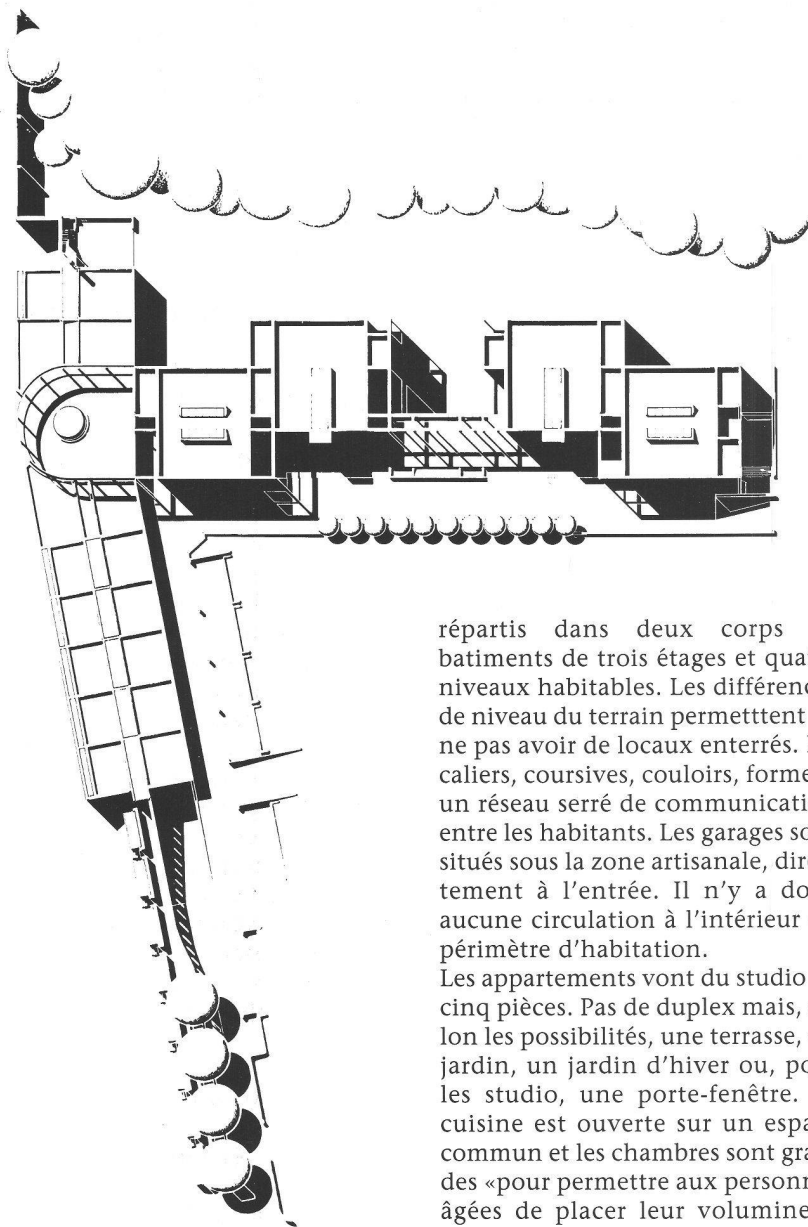 répartis dans deux corps
batiments de trois étages et qua
niveaux habitables. Les différenc
de niveau du terrain permetttent
ne pas avoir de locaux enterrés.
caliers, coursives, couloirs, forme
un réseau serré de communicati
entre les habitants. Les garages so
situés sous la zone artisanale, dire
tement à l’entrée. Il n’y a do
aucune circulation à l’intérieur
périmètre d’habitation.
Les appartements vont du studio
cinq pièces. Pas de duplex mais,
lon les possibilités, une terrasse,
jardin, un jardin d’hiver ou, po
les studio, une porte-fenêtre.
cuisine est ouverte sur un espa
commun et les chambres sont gra
des «pour permettre aux personn
âgées de placer leur volumine